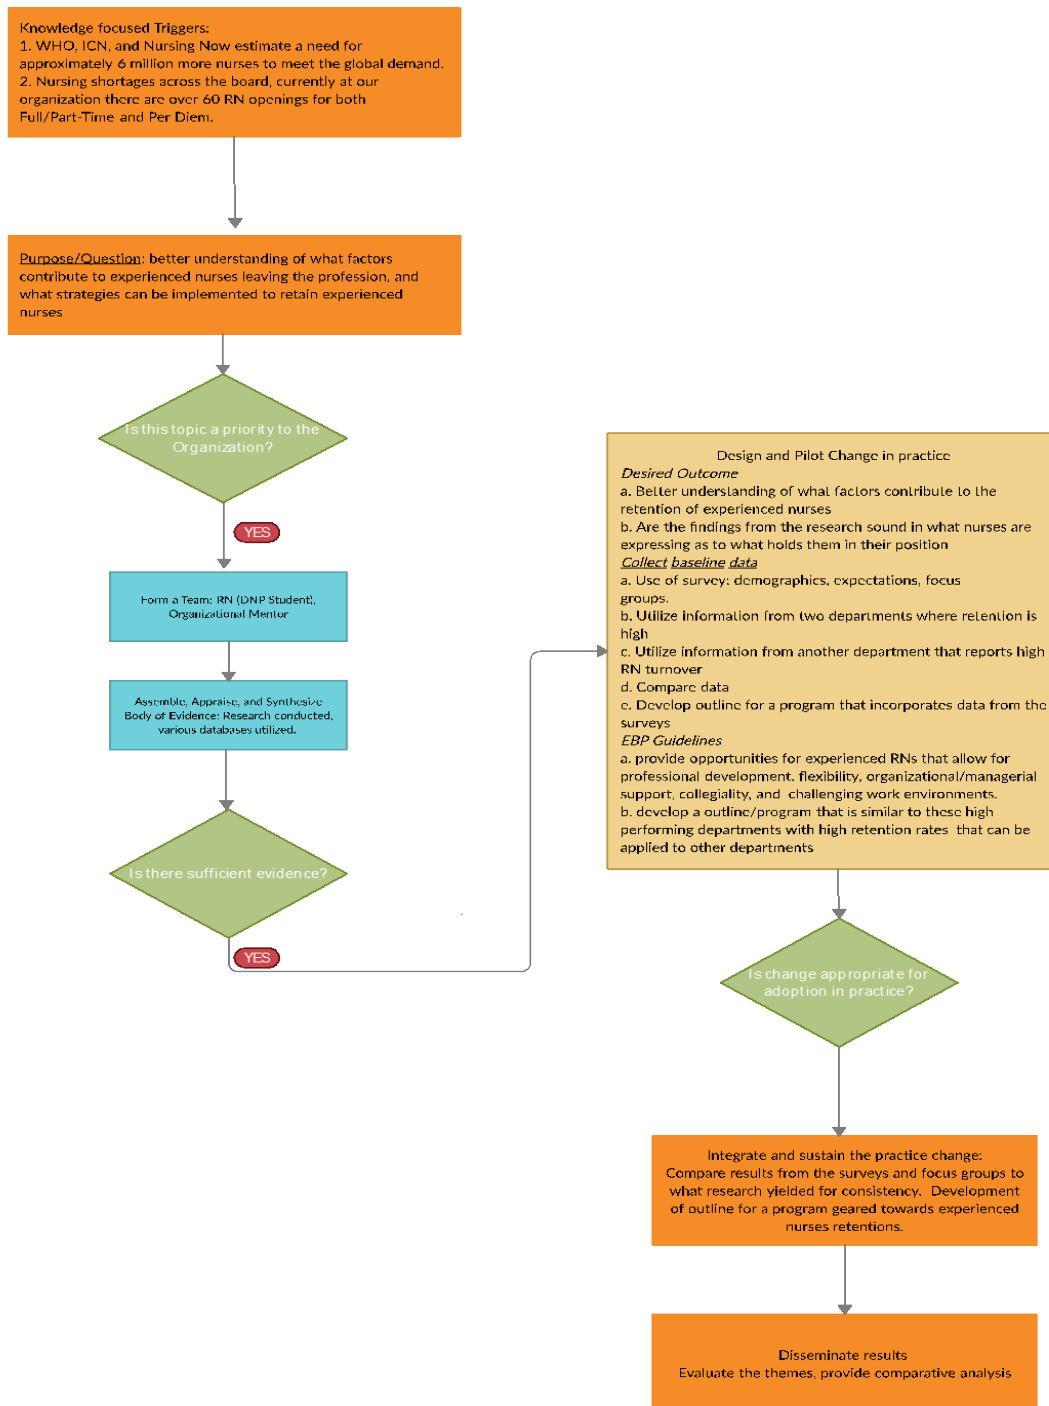 Knowledge focused Triggers:
1. WHO, ICN, and Nursing Now estimate a need for
approximately 6 million more nurses to meet the global demand.
2. Nursing shortages across the board, currently at our
organization there are over 60 RN openings for both
Full/Part-Time and Per Diem.
Purpose/Question: better understanding of what factors
contribute to experienced nurses leaving the profession, and
what strategies can be implemented to retain experienced
nurses
Is this topic a priority to the
Organization?
YES
Form a Team: RN (DNP Student),
Organizational Mentor
Assemble, Appraise, and Synthesize
Body of Evidence: Research conducted,
various databases utilized.
Is there sufficient evidence?
YES
Design and Pilot Change in practice
Desired Outcome
a. Better understanding of what factors contribute to the
retention of experienced nurses
b. Are the findings from the research sound in what nurses are
expressing as to what holds them in their position
Collect baseline data
a. Use of survey: demographics, expectations, focus
groups.
b. Utilize information from two departments where retention is
high
c. Utilize information from another department that reports high
RN turnover
d. Compare data
e. Develop outline for a program that incorporates data from the
surveys
EBP Guidelines
a. provide opportunities for experienced RNs that allow for
professional development, flexibility, organizational/managerial
support, collegiality, and challenging work environments.
b. develop a outline/program that is similar to these high
performing departments with high retention rates that can be
applied to other departments
Is change appropriate for
adoption in practice?
Integrate and sustain the practice change:
Compare results from the surveys and focus groups to
what research yielded for consistency. Development
of outline for a program geared towards experienced
nurses retentions.
Disseminate results
Evaluate the themes, provide comparative analysis